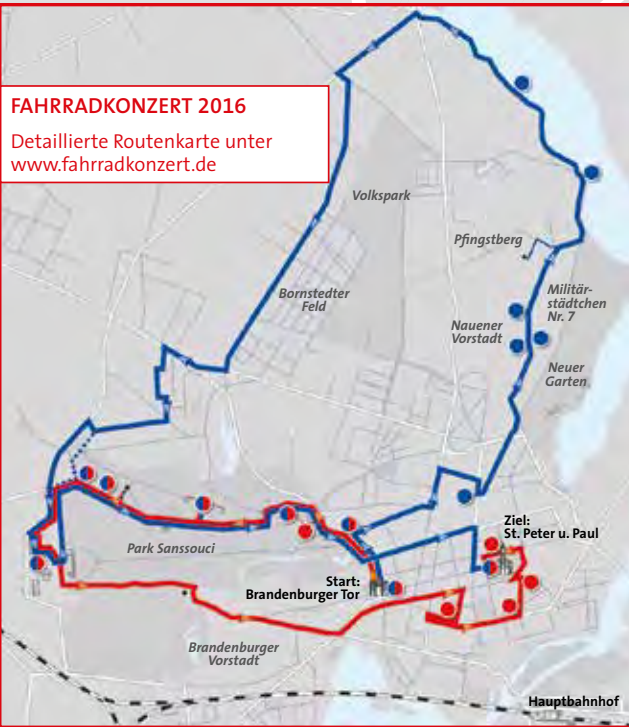 FAHRRADKONZERT 2016
Detaillierte Routenkarte unter
www.fahrradkonzert.de
Volkspark
Pfingstberg
Bornstedter
Feld
Militär-
städtchen
Nr. 7
Nauener
Vorstadt
Neuer
Garten
Ziel:
St. Peter u. Paul
Park Sanssouci
Start:
Brandenburger Tor
Brandenburger
Vorstadt
Hauptbahnhof